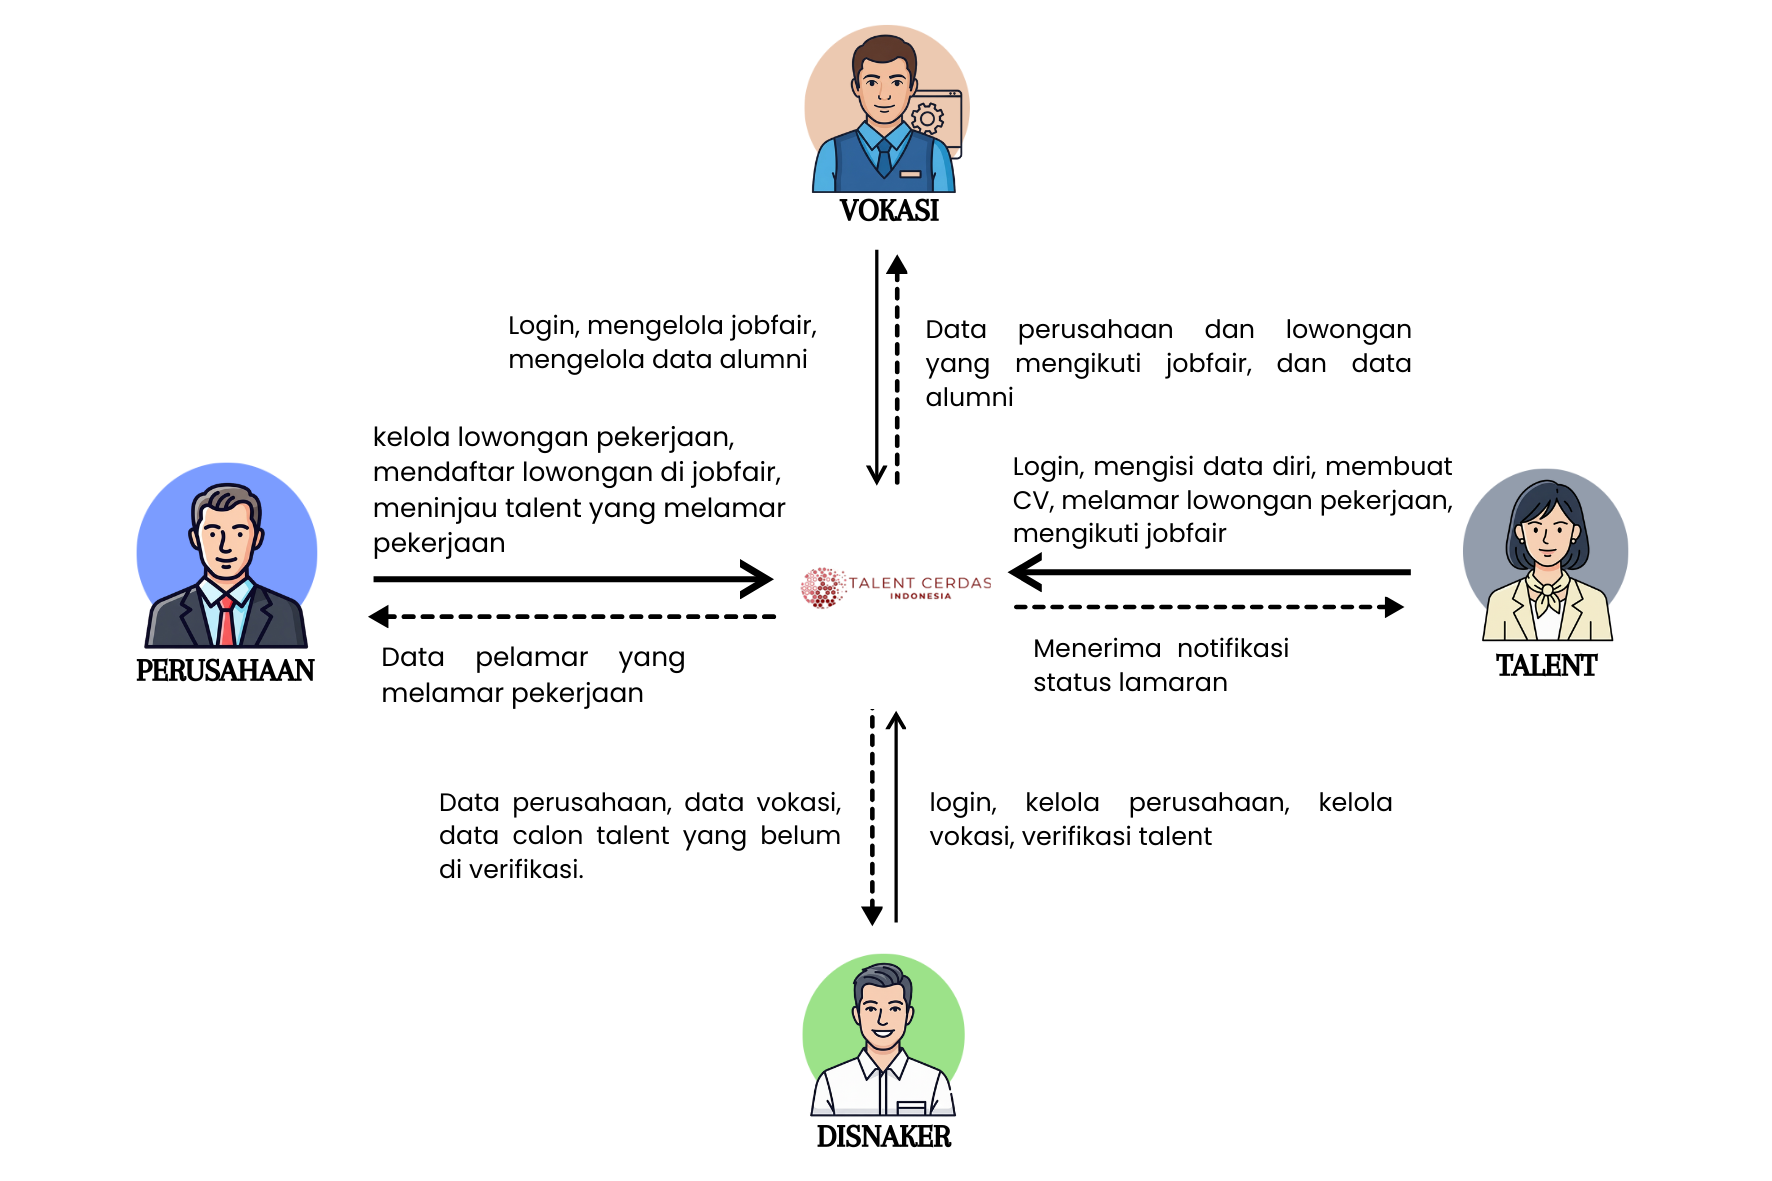 VOKASI
Login, mengelola jobfair,
mengelola data alumni
Data perusahaan dan lowongan
yang mengikuti jobfair, dan data
alumni
kelola lowongan pekerjaan,
mendaftar lowongan di jobfair,
meninjau talent yang melamar
pekerjaan
Login, mengisi data diri, membuat
CV, melamar lowongan pekerjaan,
mengikuti jobfair
TALENT CERDAS
INDONESIA
PERUSAHAAN
Data pelamar yang
melamar pekerjaan
Menerima notifikasi
status lamaran
TALENT
Data perusahaan, data vokasi,
data calon talent yang belum
di verifikasi.
login, kelola perusahaan, kelola
vokasi, verifikasi talent
DISNAKER